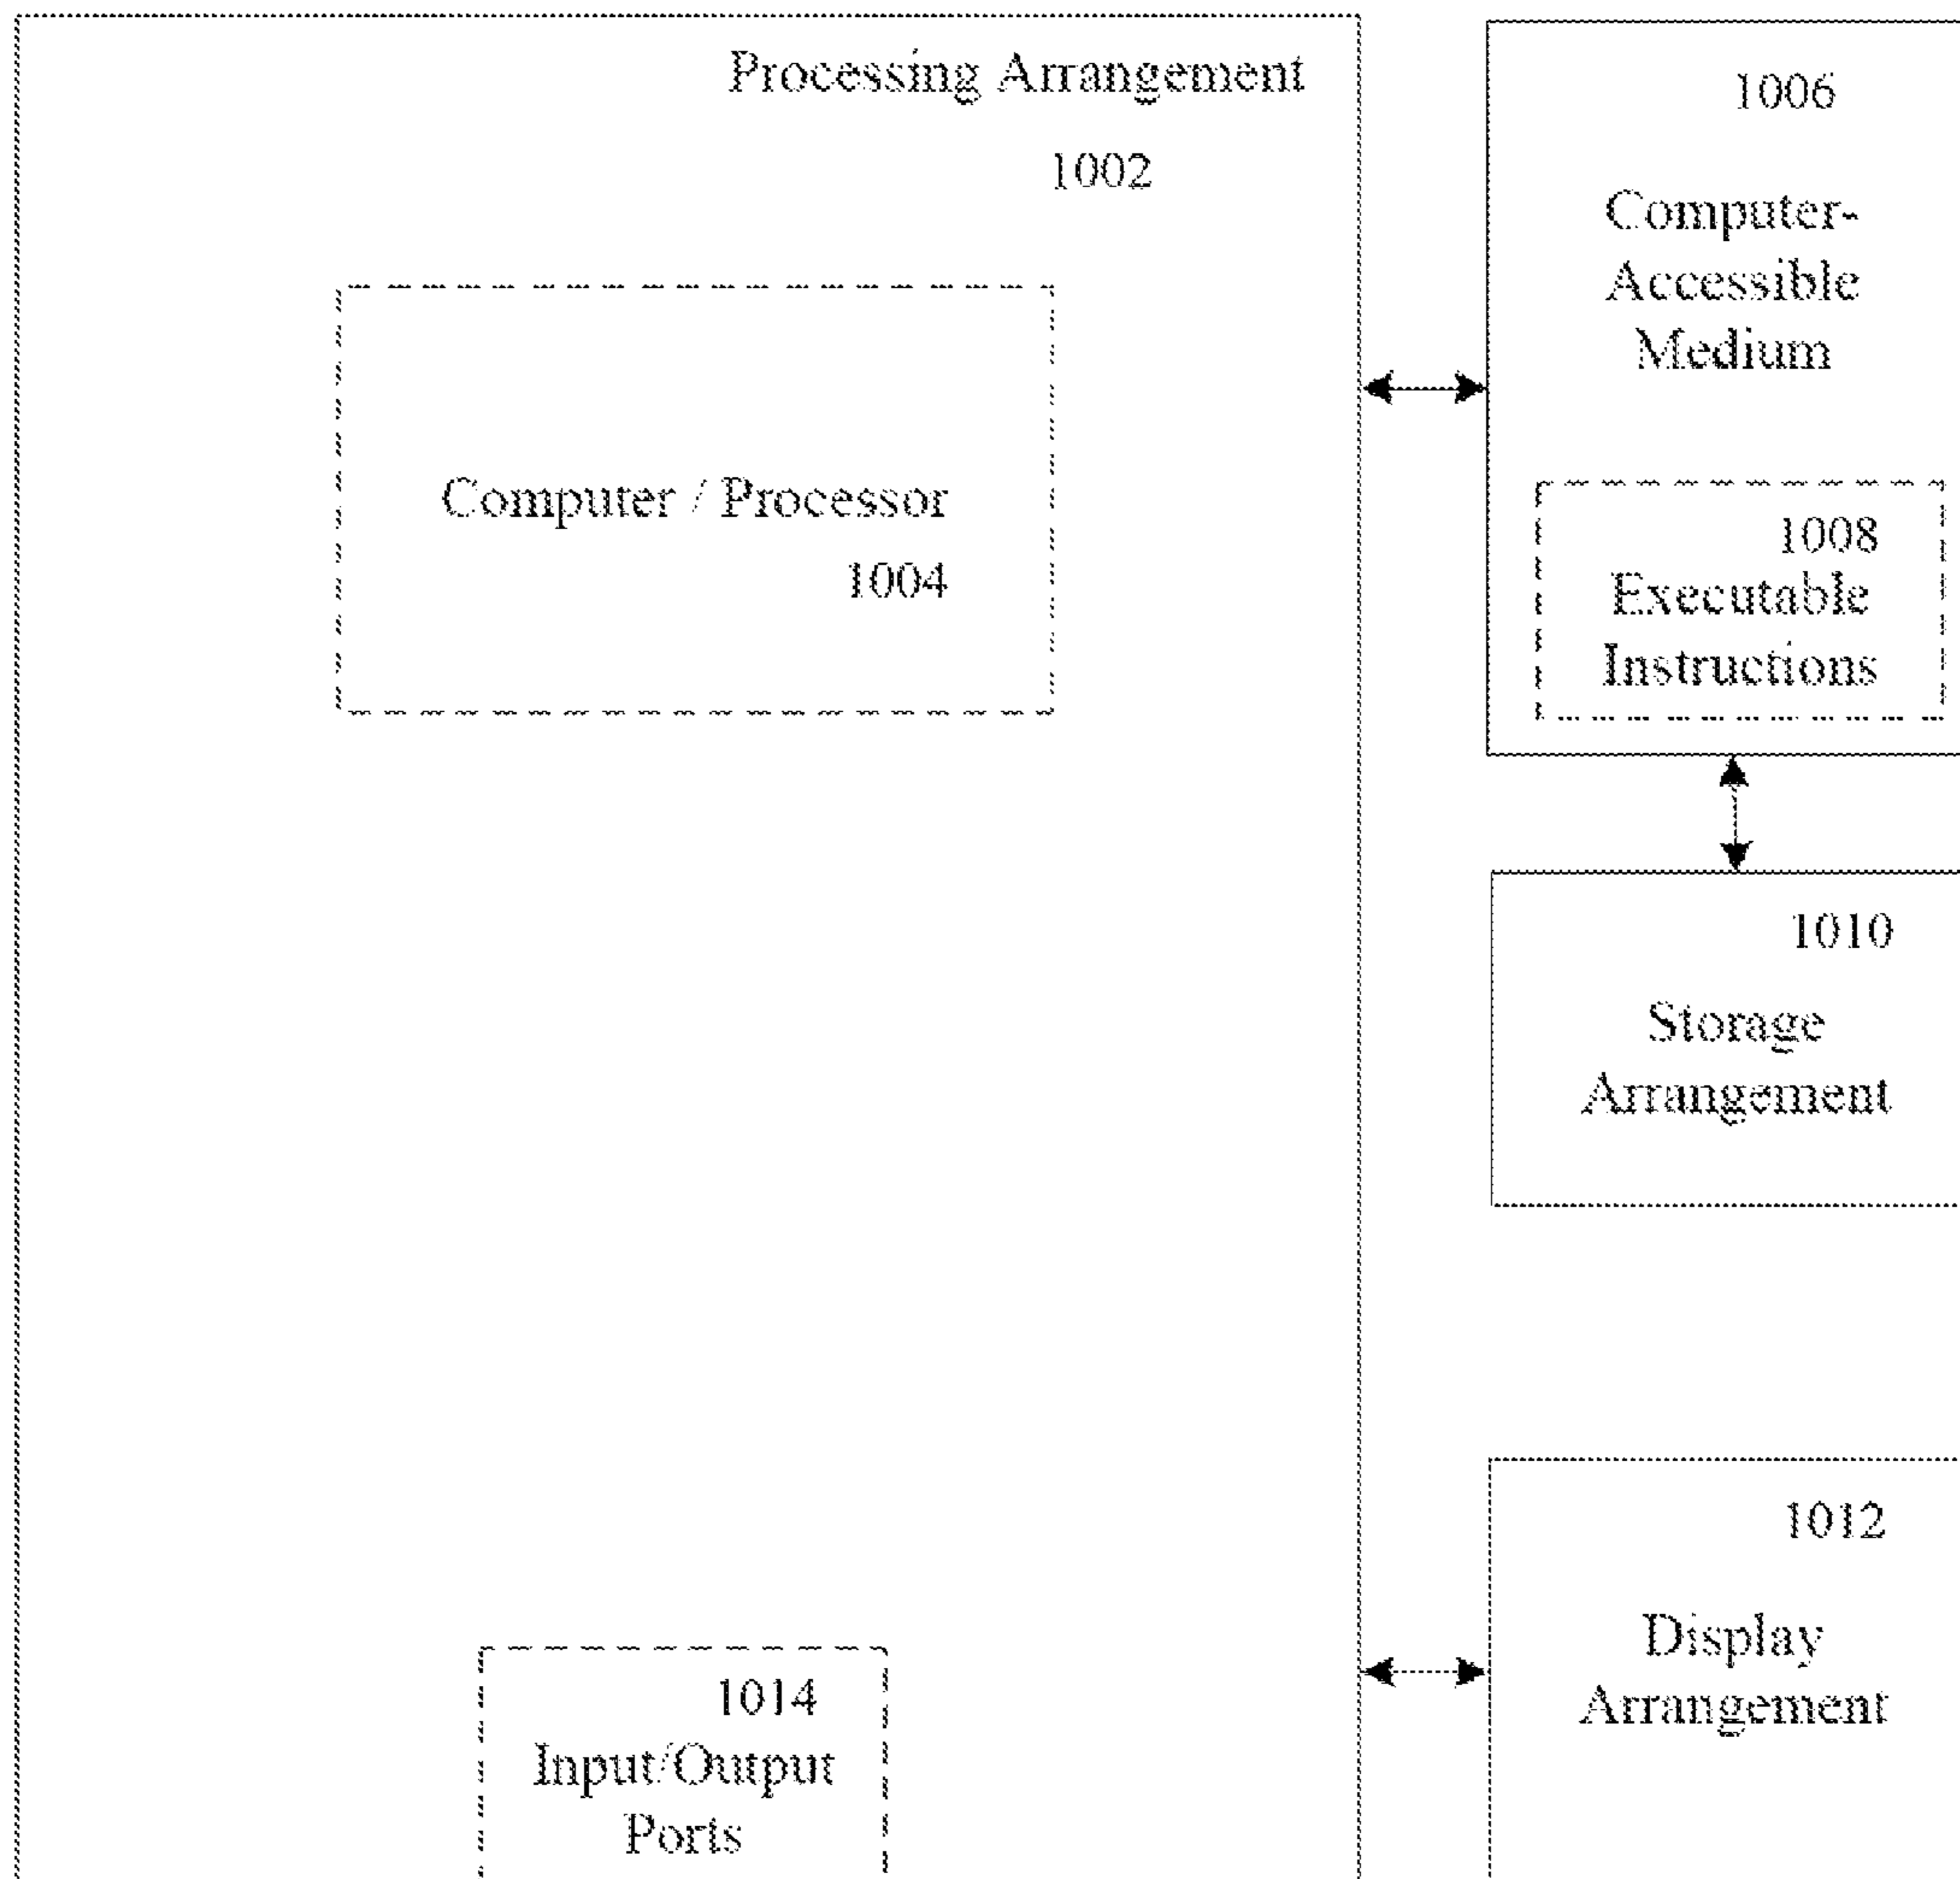 Processing Arrangement
1002
Computer / Processor
1004
1014
Input/Output
Ports
1006
Computer-
Accessible
Medium
1008
Executable
Instructions
1010
Storage
Arrangement
1012
Display
Arrangement